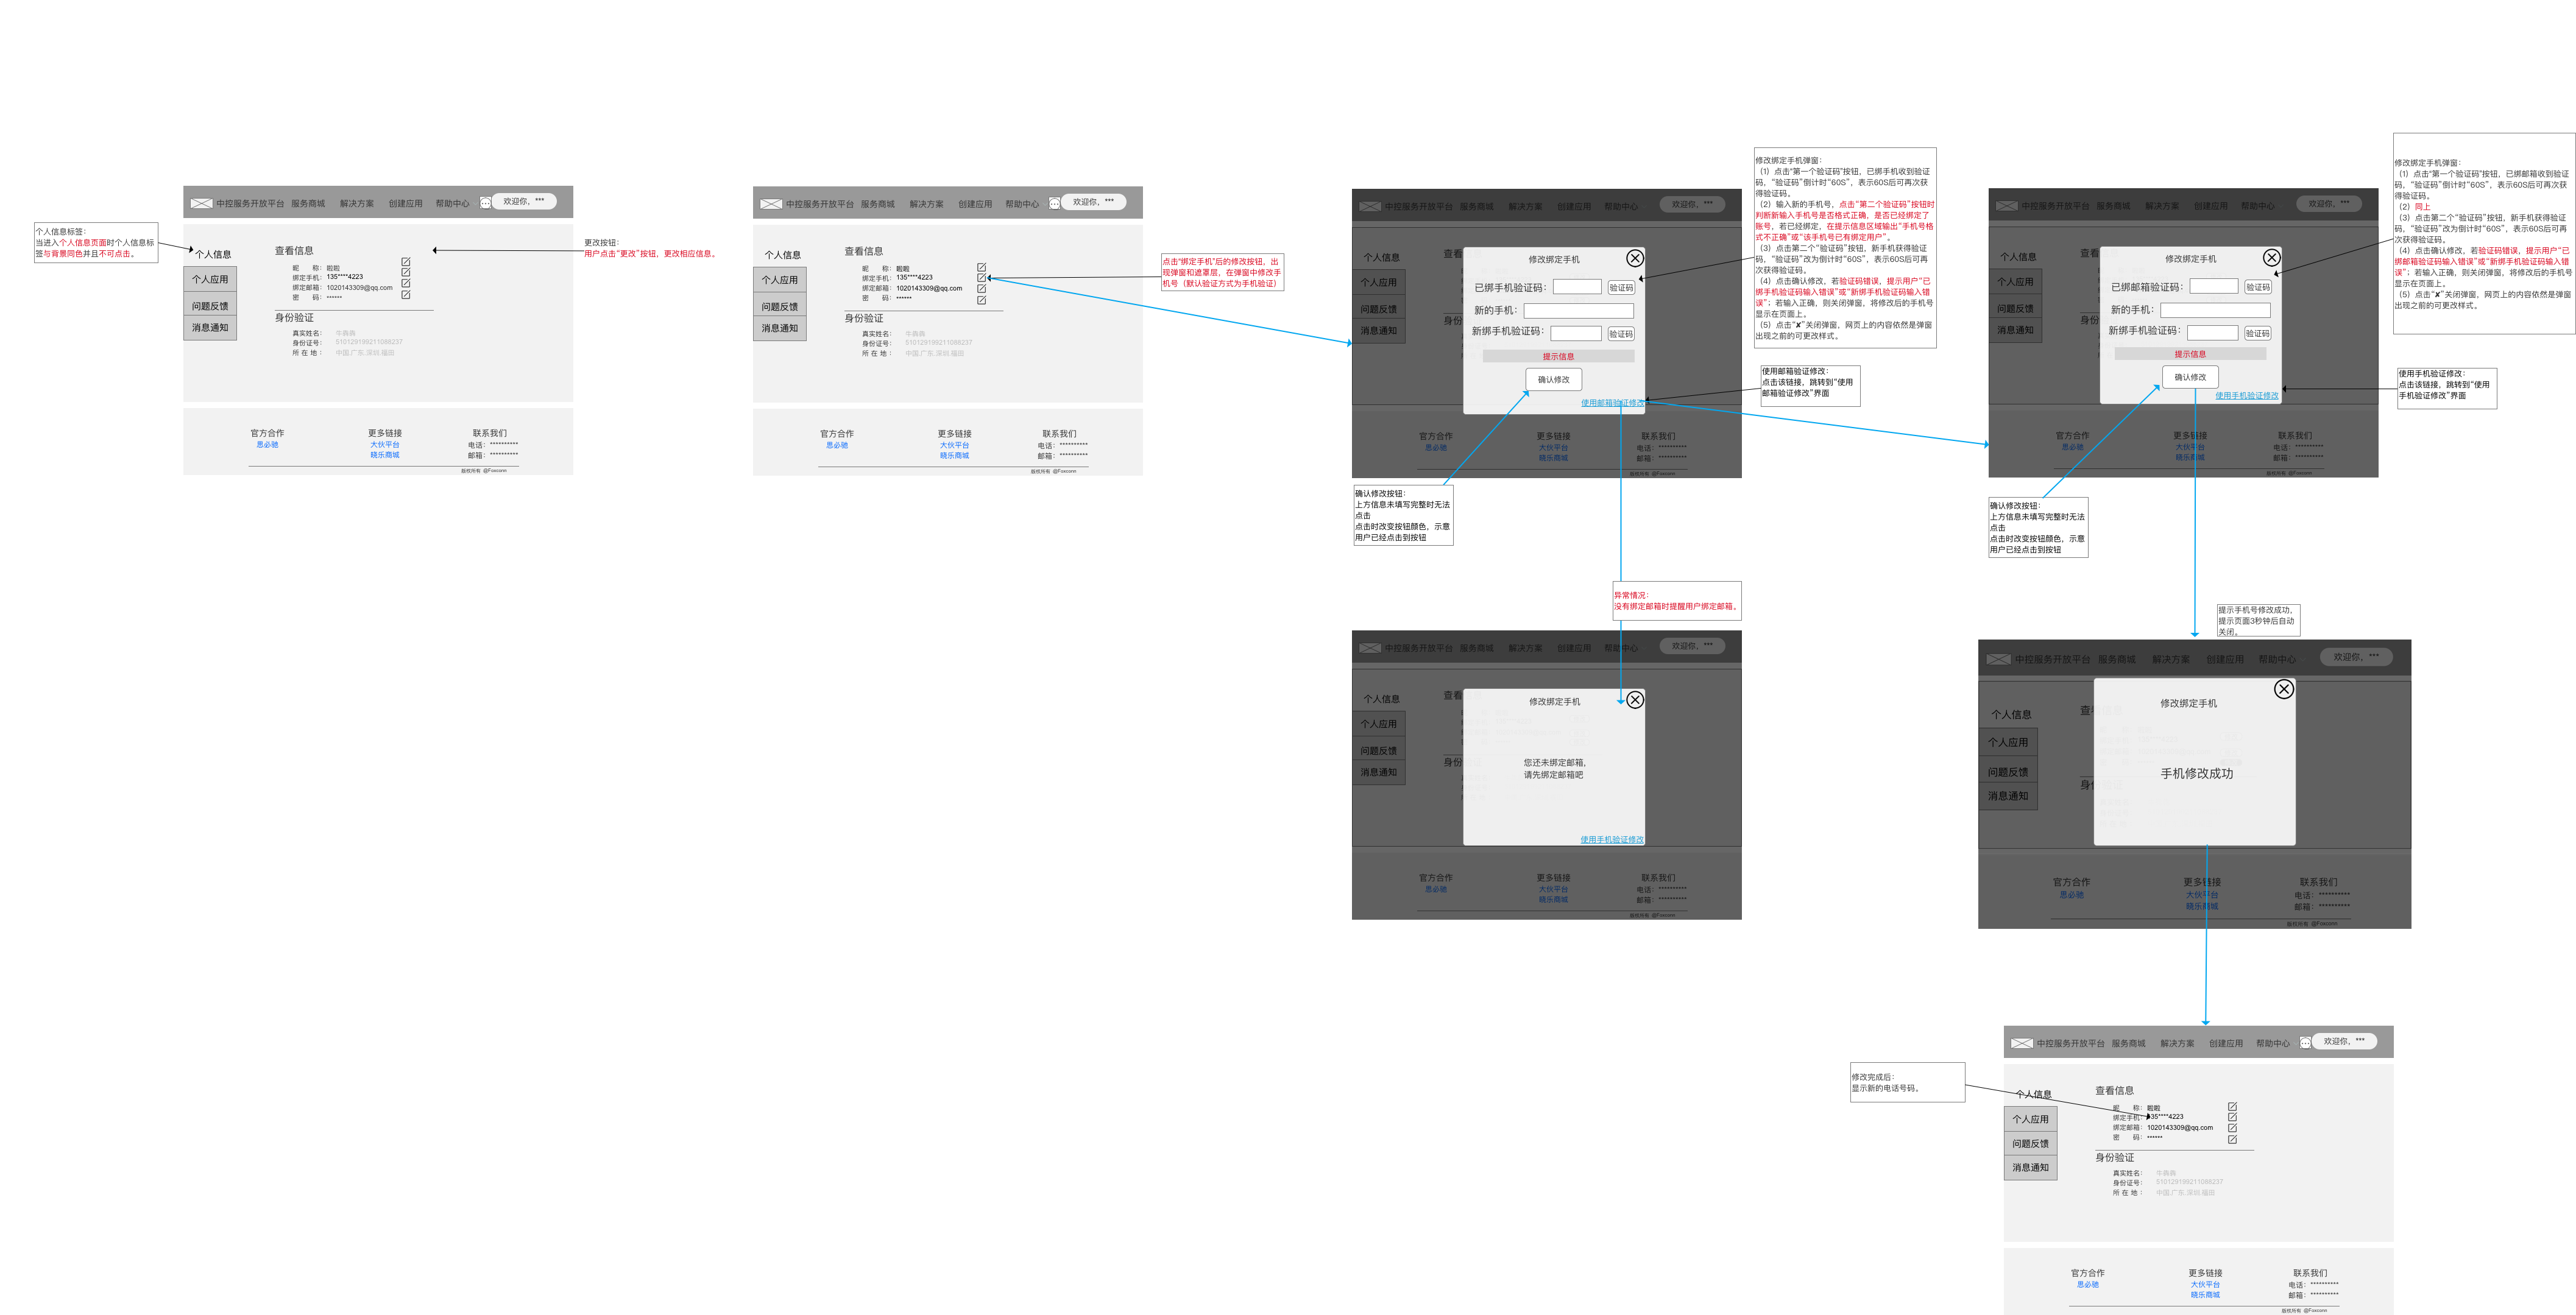 个人信息标签：
当进入个人信息页面时个人信息标
签与背景同色并且不可点击。
中控服务开放平台 服务商城 解决方案 创建应用 帮助中心 欢迎你，***
个人信息
个人应用
问题反馈
消息通知
查看信息
昵 称： 啦啦
绑定手机： 135****4223
绑定邮箱： 1020143309@qq.com
密 码： ******
身份验证
真实姓名： 牛犇犇
身份证号： 510129199211088237
所 在 地 ： 中国.广东.深圳.福田
官方合作
思必驰
更多链接
大伙平台
晓乐商城
联系我们
电话： **********
邮箱： **********
版权所有 @Foxconn
更改按钮：
用户点击“更改”按钮，更改相应信息。
中控服务开放平台 服务商城 解决方案 创建应用 帮助中心 欢迎你，***
个人信息
个人应用
问题反馈
消息通知
查看信息
昵 称： 啦啦
绑定手机： 135****4223
绑定邮箱： 1020143309@qq.com
密 码： ******
身份验证
真实姓名： 牛犇犇
身份证号： 510129199211088237
所 在 地 ： 中国.广东.深圳.福田
官方合作
思必驰
更多链接
大伙平台
晓乐商城
联系我们
电话： **********
邮箱： **********
版权所有 @Foxconn
点击“绑定手机”后的修改按钮，出
现弹窗和遮罩层，在弹窗中修改手
机号（默认验证方式为手机验证）
中控服务开放平台 服务商城 解决方案 创建应用 帮助中心 欢迎你，***
个人信息
个人应用
问题反馈
消息通知
查看
身份
修改绑定手机
已绑手机验证码： 验证码
新的手机：
新绑手机验证码： 验证码
提示信息
确认修改
使用邮箱验证修改
官方合作
思必驰
更多链接
大伙平台
晓乐商城
联系我们
电话： **********
邮箱： **********
版权所有 @Foxconn
修改绑定手机弹窗：
（1）点击“第一个验证码”按钮，已绑手机收到验证
码，“验证码”倒计时“60S”，表示60S后可再次获
得验证码。
（2）输入新的手机号，点击“第二个验证码”按钮时
判断新输入手机号是否格式正确，是否已经绑定了
账号，若已经绑定，在提示信息区域输出“手机号格
式不正确”或“该手机号已有绑定用户”。
（3）点击第二个“验证码”按钮，新手机获得验证
码，“验证码”改为倒计时“60S”，表示60S后可再
次获得验证码。
（4）点击确认修改，若验证码错误，提示用户“已
绑手机验证码输入错误”或“新绑手机验证码输入错
误”；若输入正确，则关闭弹窗，将修改后的手机号
显示在页面上。
（5）点击“✘”关闭弹窗，网页上的内容依然是弹窗
出现之前的可更改样式。
使用邮箱验证修改：
点击该链接，跳转到“使用
邮箱验证修改”界面
确认修改按钮：
上方信息未填写完整时无法
点击
点击时改变按钮颜色，示意
用户已经点击到按钮
中控服务开放平台 服务商城 解决方案 创建应用 帮助中心 欢迎你，***
个人信息
个人应用
问题反馈
消息通知
查看
身份
修改绑定手机
已绑邮箱验证码： 验证码
新的手机：
新绑手机验证码： 验证码
提示信息
确认修改
使用手机验证修改
官方合作
思必驰
更多链接
大伙平台
晓乐商城
联系我们
电话： **********
邮箱： **********
版权所有 @Foxconn
修改绑定手机弹窗：
（1）点击“第一个验证码”按钮，已绑邮箱收到验证
码，“验证码”倒计时“60S”，表示60S后可再次获
得验证码。
（2）同上
（3）点击第二个“验证码”按钮，新手机获得验证
码，“验证码”改为倒计时“60S”，表示60S后可再
次获得验证码。
（4）点击确认修改，若验证码错误，提示用户“已
绑邮箱验证码输入错误”或“新绑手机验证码输入错
误”；若输入正确，则关闭弹窗，将修改后的手机号
显示在页面上。
（5）点击“✘”关闭弹窗，网页上的内容依然是弹窗
出现之前的可更改样式。
使用手机验证修改：
点击该链接，跳转到“使用
手机验证修改”界面
确认修改按钮：
上方信息未填写完整时无法
点击
点击时改变按钮颜色，示意
用户已经点击到按钮
异常情况：
没有绑定邮箱时提醒用户绑定邮箱。
中控服务开放平台 服务商城 解决方案 创建应用 帮助中心 欢迎你，***
个人信息
个人应用
问题反馈
消息通知
查看
身份
修改绑定手机
您还未绑定邮箱，
请先绑定邮箱吧
使用手机验证修改
官方合作
思必驰
更多链接
大伙平台
晓乐商城
联系我们
电话： **********
邮箱： **********
版权所有 @Foxconn
提示手机号修改成功，
提示页面3秒钟后自动
关闭。
中控服务开放平台 服务商城 解决方案 创建应用 帮助中心 欢迎你，***
个人信息
个人应用
问题反馈
消息通知
查
身
修改绑定手机
手机修改成功
官方合作
思必驰
更多链接
大伙平台
晓乐商城
联系我们
电话： **********
邮箱： **********
版权所有 @Foxconn
修改完成后：
显示新的电话号码。
中控服务开放平台 服务商城 解决方案 创建应用 帮助中心 欢迎你，***
个人信息
个人应用
问题反馈
消息通知
查看信息
昵 称： 啦啦
绑定手机： 135****4223
绑定邮箱： 1020143309@qq.com
密 码： ******
身份验证
真实姓名： 牛犇犇
身份证号： 510129199211088237
所 在 地 ： 中国.广东.深圳.福田
官方合作
思必驰
更多链接
大伙平台
晓乐商城
联系我们
电话： **********
邮箱： **********
版权所有 @Foxconn